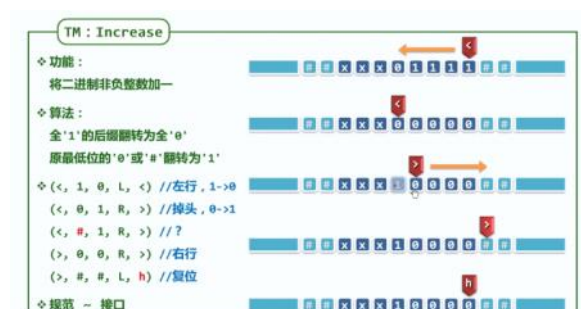 TM : Increase
❖ 功能：
将二进制非负整数加一
❖ 算法：
全'1'的后缀翻转为全'0'
原最低位的'0'或'#'翻转为'1'
❖ (<, 1, 0, L, <) //左行，1->0
(<, 0, 1, R, >) //掉头，0->1
(<, #, 1, R, >) //?
(>, 0, 0, R, >) //右行
(>, #, #, L, h) //复位
❖ 规范 ~ 接口
<
# # x x x 0 1 1 1 1 # #
<
# # x x x 0 0 0 0 0 # #
>
# # x x x 1 0 0 0 0 # #
>
# # x x x 1 0 0 0 0 # #
h
# # x x x 1 0 0 0 0 # #